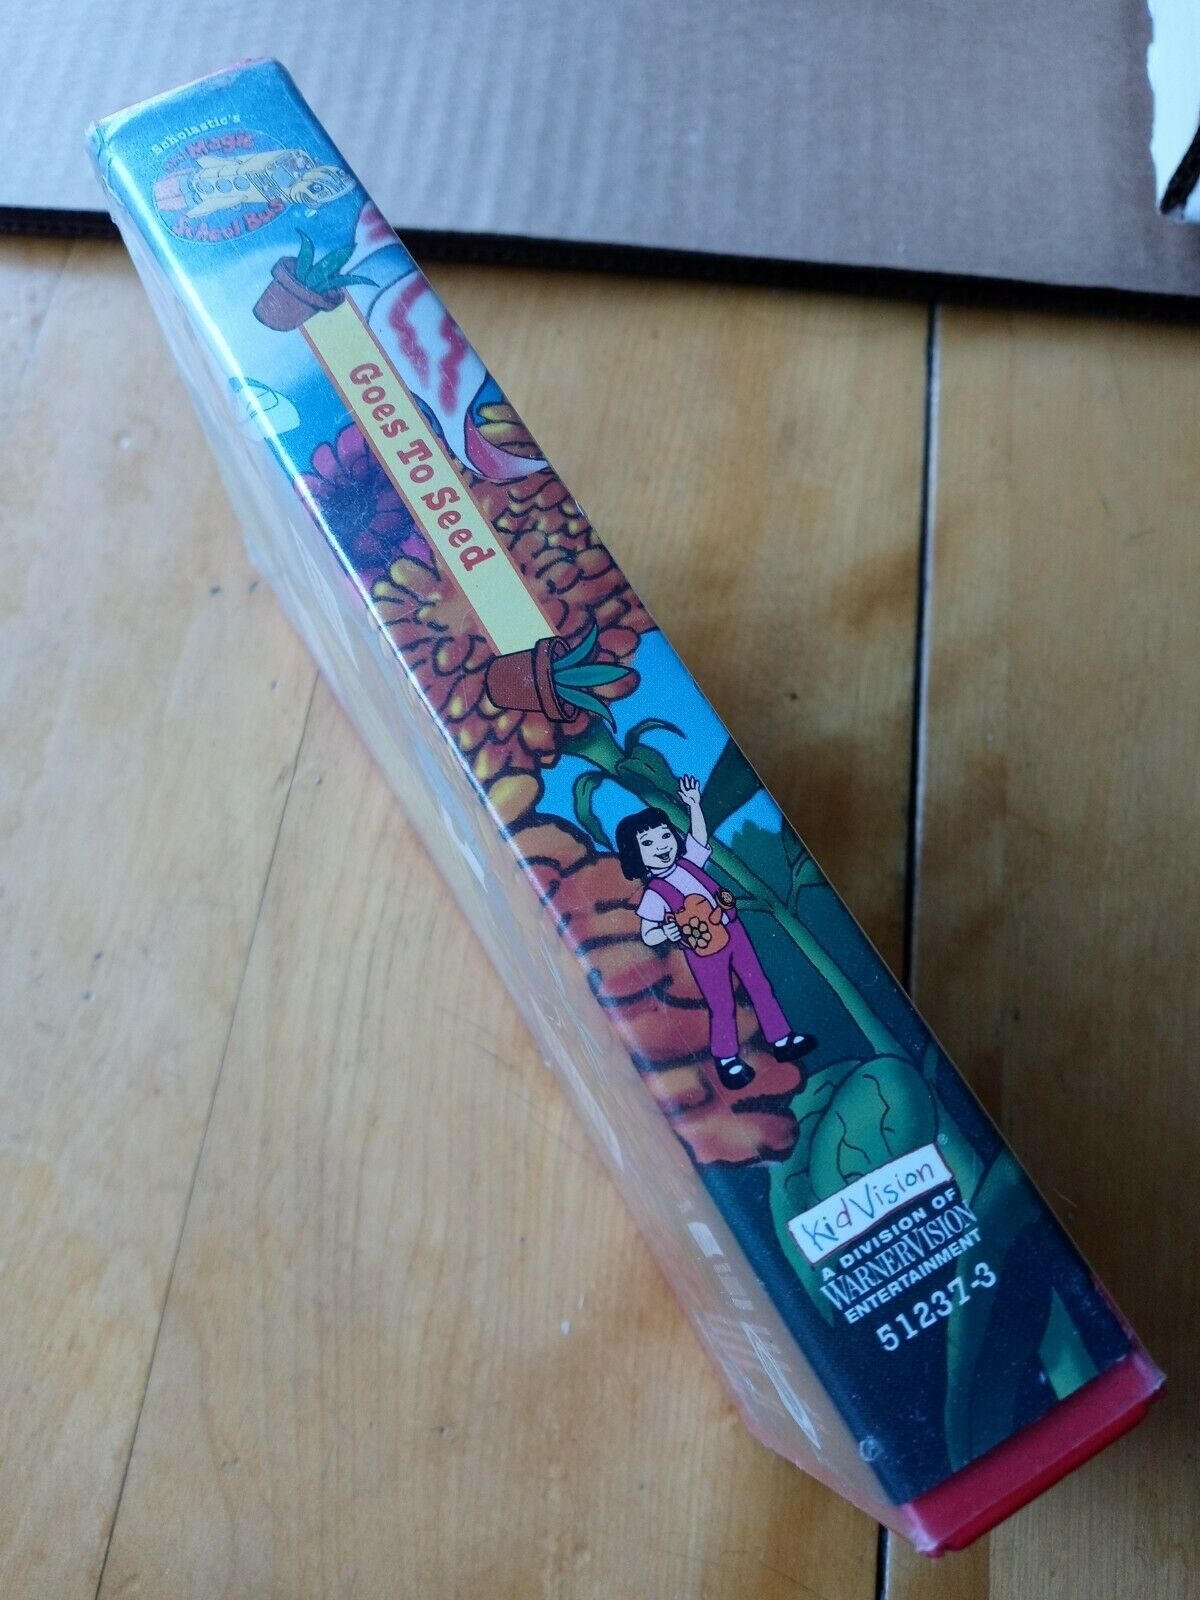 Scholastic's
The Magic
School Bus
Goes To Seed
KidVision®
A DIVISION OF
WARNERVISION
ENTERTAINMENT
51237-3